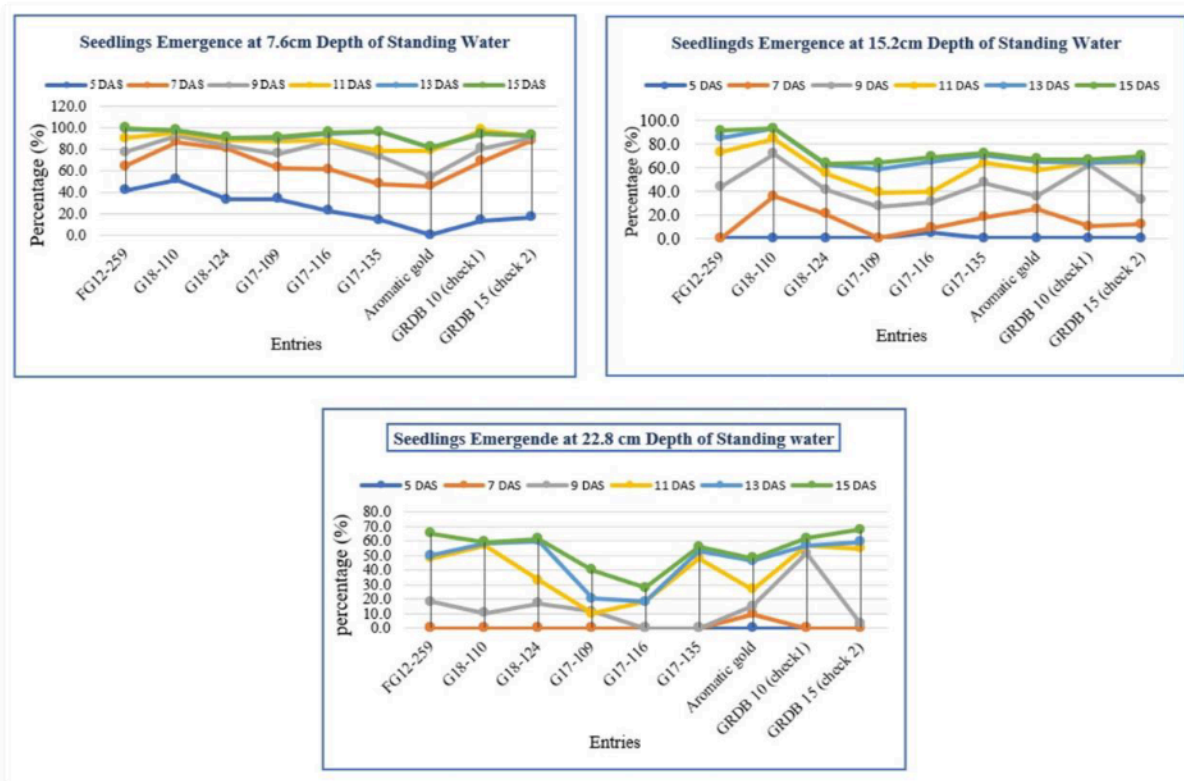 Seedlings Emergence at 7.6cm Depth of Standing Water
5 DAS 7 DAS 9 DAS 11 DAS 13 DAS 15 DAS
Percentage (%)
120.0
100.0
80.0
60.0
40.0
20.0
0.0
FG12-259
G18-110
G18-124
G17-109
G17-116
G17-135
Aromatic gold
GRDB 10 (check1)
GRDB 15 (check 2)
Entries
Seedlingds Emergence at 15.2cm Depth of Standing Water
5 DAS 7 DAS 9 DAS 11 DAS 13 DAS 15 DAS
Percentage (%)
100.0
80.0
60.0
40.0
20.0
0.0
FG12-259
G18-110
G18-124
G17-109
G17-116
G17-135
Aromatic gold
GRDB 10 (check1)
GRDB 15 (check 2)
Entries
Seedlings Emergende at 22.8 cm Depth of Standing water
5 DAS 7 DAS 9 DAS 11 DAS 13 DAS 15 DAS
percentage (%)
80.0
70.0
60.0
50.0
40.0
30.0
20.0
10.0
0.0
FG12-259
G18-110
G18-124
G17-109
G17-116
G17-135
Aromatic gold
GRDB 10 (check1)
GRDB 15 (check 2)
Entries